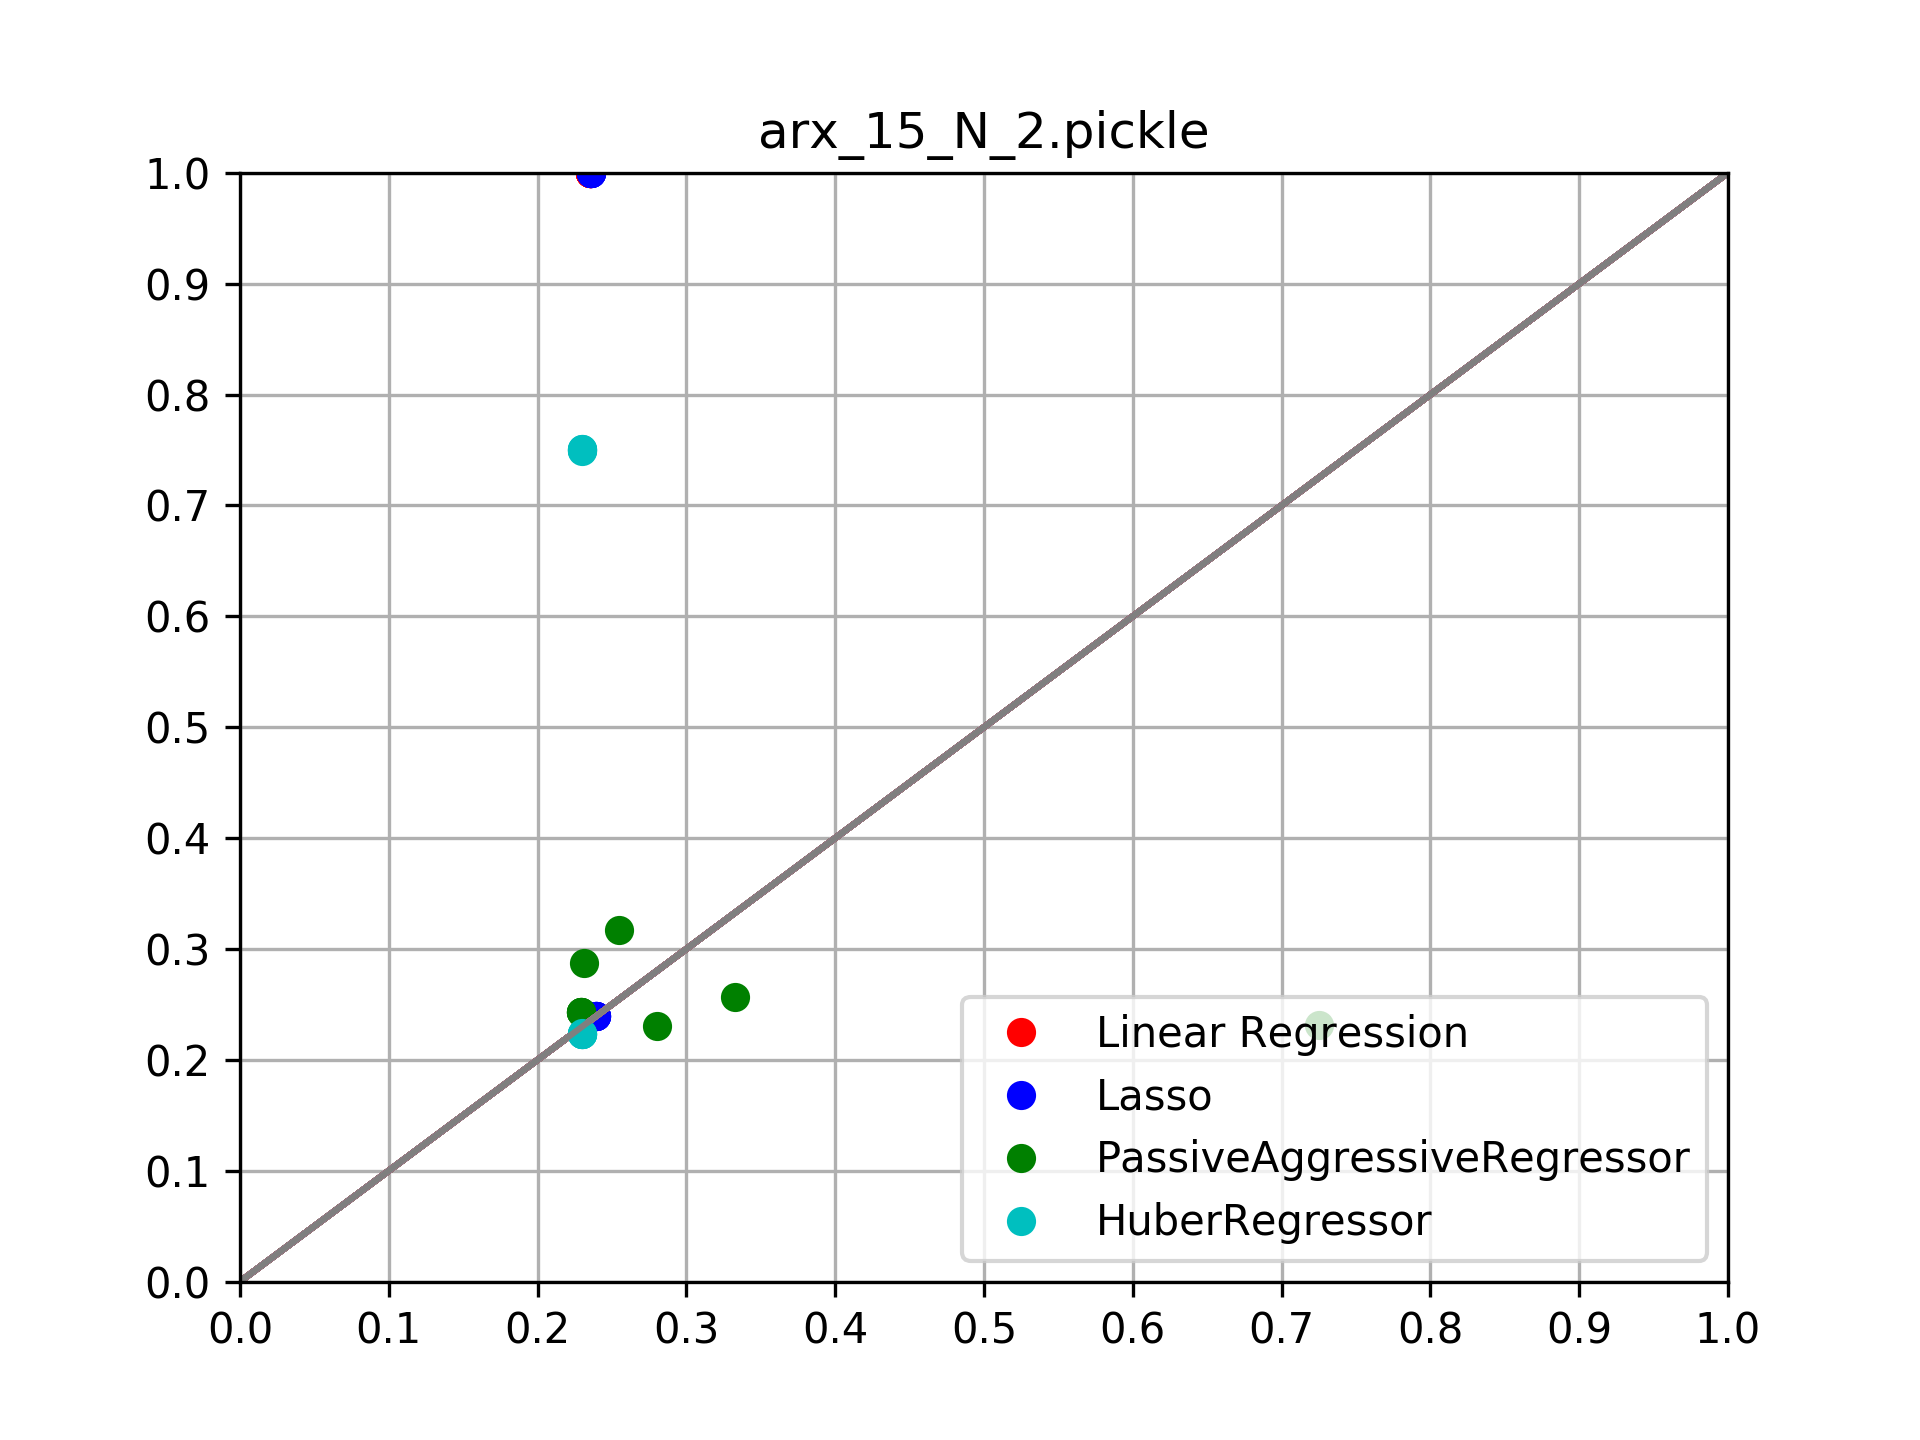 arx_15_N_2.pickle
1.0
0.9
0.8
0.7
0.6
0.5
0.4
0.3
0.2
0.1
0.0
Linear Regression
Lasso
PassiveAggressiveRegressor
HuberRegressor
0.0 0.1 0.2 0.3 0.4 0.5 0.6 0.7 0.8 0.9 1.0